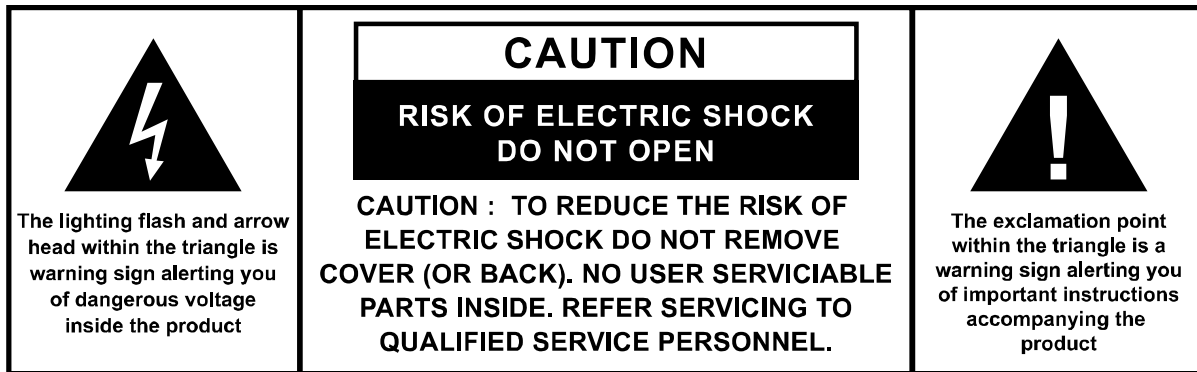 The lighting flash and arrow
head within the triangle is
warning sign alerting you
of dangerous voltage
inside the product
CAUTION
RISK OF ELECTRIC SHOCK
DO NOT OPEN
CAUTION : TO REDUCE THE RISK OF
ELECTRIC SHOCK DO NOT REMOVE
COVER (OR BACK). NO USER SERVICIABLE
PARTS INSIDE. REFER SERVICING TO
QUALIFIED SERVICE PERSONNEL.
!
The exclamation point
within the triangle is a
warning sign alerting you
of important instructions
accompanying the
product